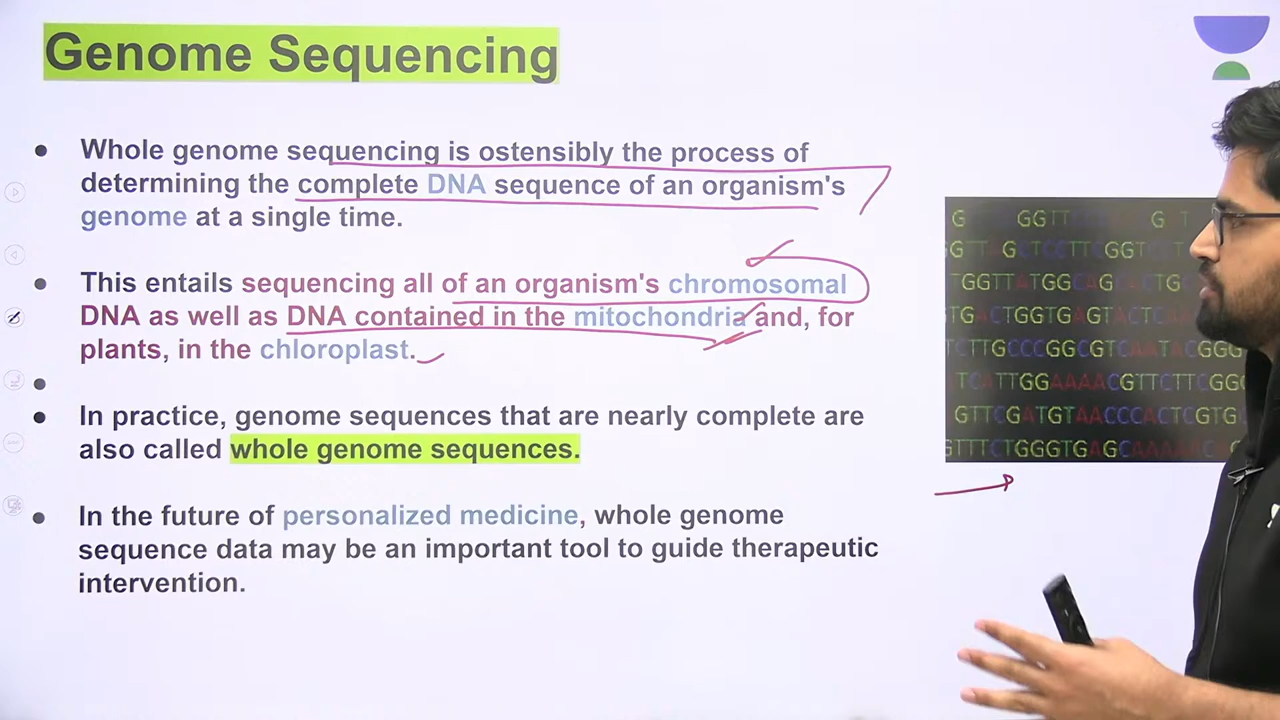 Genome Sequencing
Whole genome sequencing is ostensibly the process of
determining the complete DNA sequence of an organism's
genome at a single time.
This entails sequencing all of an organism's chromosomal
DNA as well as DNA contained in the mitochondria and, for
plants, in the chloroplast.
In practice, genome sequences that are nearly complete are
also called whole genome sequences.
In the future of personalized medicine, whole genome
sequence data may be an important tool to guide therapeutic
intervention.
G GGTT G T